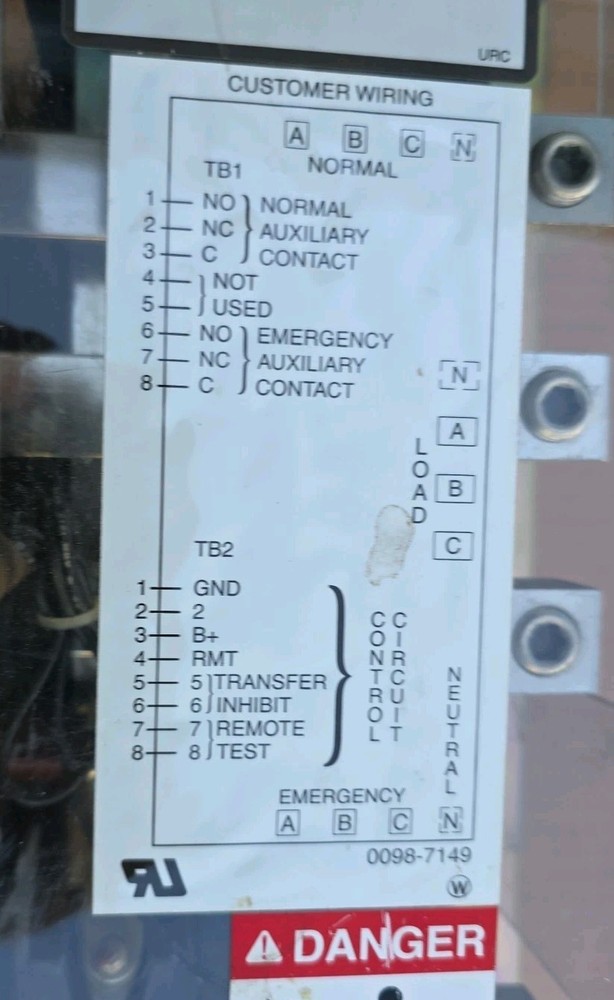 URC
CUSTOMER WIRING
A B C N
NORMAL
TB1
1 NO NORMAL
2 NC AUXILIARY
3 C CONTACT
4 NOT
5 USED
6 NO EMERGENCY
7 NC AUXILIARY
8 C CONTACT
N
A
B
C
LOAD
TB2
1 GND
2 2
3 B+
4 RMT
5 5 TRANSFER
6 6 INHIBIT
7 7 REMOTE
8 8 TEST
CONTROL
CIRCUIT
NEUTRAL
EMERGENCY
A B C N
0098-7149
W
RU
DANGER